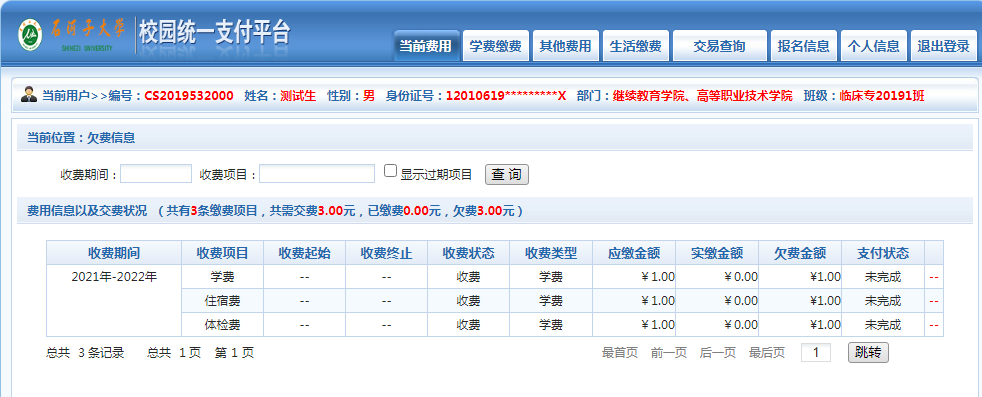 石河子大学 校园统一支付平台
SHIHEZI UNIVERSITY
当前费用 学费缴费 其他费用 生活缴费 交易查询 报名信息 个人信息 退出登录
当前用户>>编号：CS2019532000 姓名：测试生 性别：男 身份证号：12010619*********X 部门：继续教育学院、高等职业技术学院 班级：临床专20191班
当前位置：欠费信息
收费期间： 收费项目： 显示过期项目 查 询
费用信息以及交费状况 （共有3条缴费项目，共需交费3.00元，已缴费0.00元，欠费3.00元）
收费期间 收费项目 收费起始 收费终止 收费状态 收费类型 应缴金额 实缴金额 欠费金额 支付状态
2021年-2022年 学费 -- -- 收费 学费 ￥1.00 ￥0.00 ¥1.00 未完成 --
住宿费 -- -- 收费 学费 ￥1.00 ￥0.00 ¥1.00 未完成 --
体检费 -- -- 收费 学费 ￥1.00 ￥0.00 ¥1.00 未完成 --
总共 3 条记录 总共 1 页 第 1 页 最首页 前一页 后一页 最后页 1 跳转